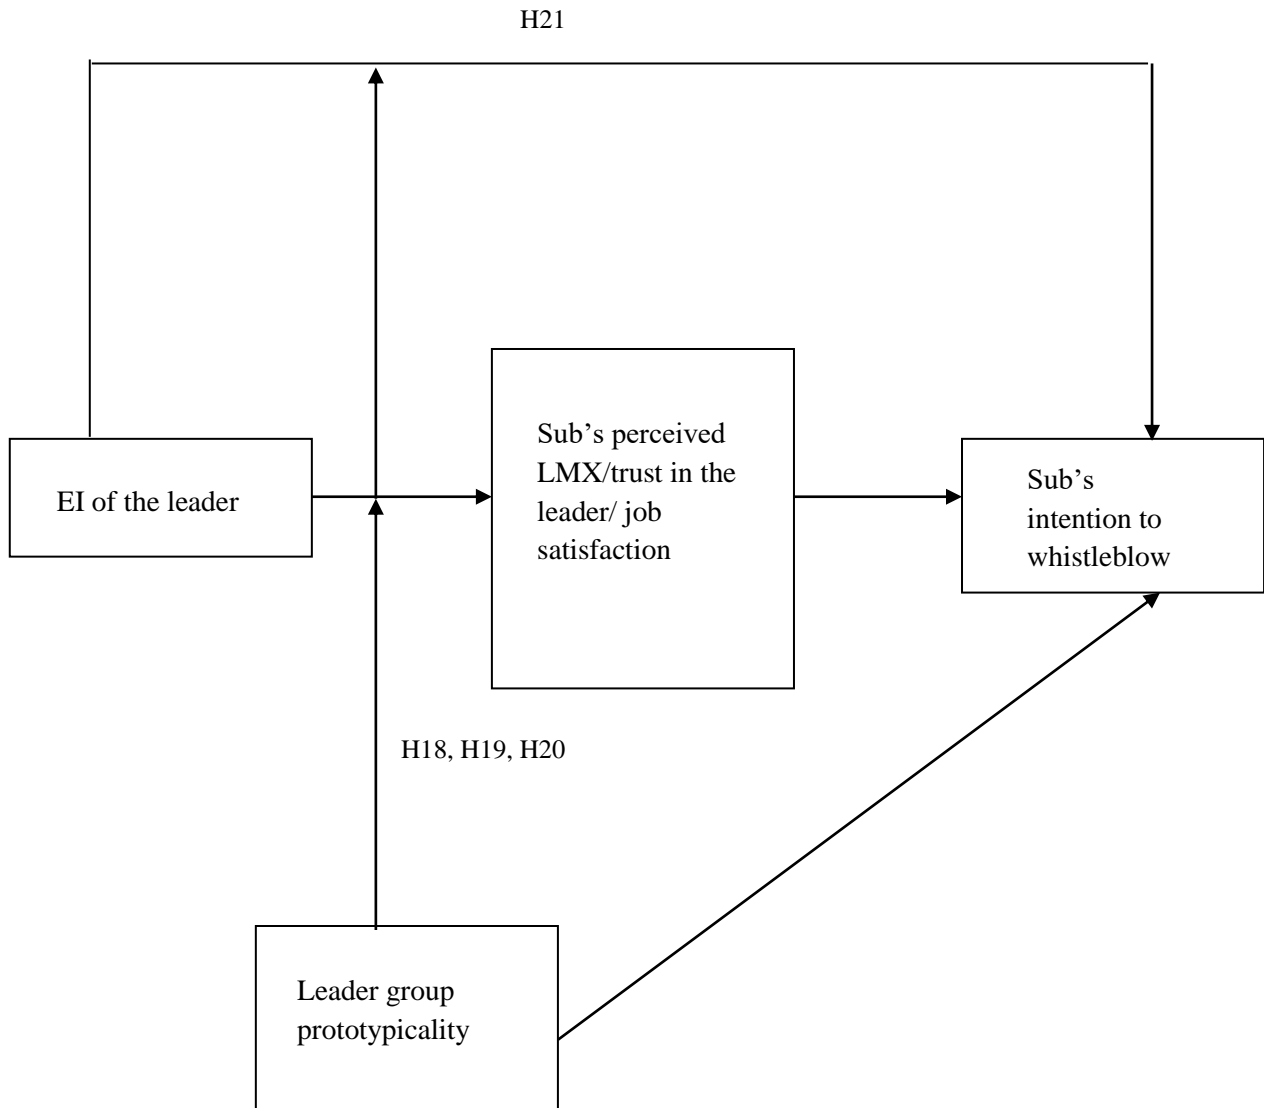 H21
EI of the leader
Sub’s perceived
LMX/trust in the
leader/ job
satisfaction
Sub’s
intention to
whistleblow
H18, H19, H20
Leader group
prototypicality